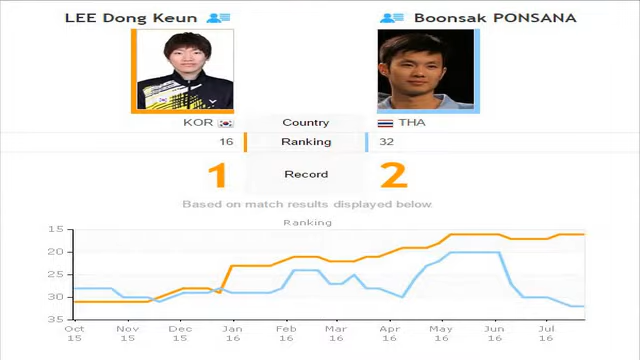 LEE Dong Keun
Boonsak PONSANA
KOR Country THA
16 Ranking 32
1 Record 2
Based on match results displayed below.
Ranking
15
20
25
30
35
Oct Nov Dec Jan Feb Mar Apr May Jun Jul
15 15 15 16 16 16 16 16 16 16